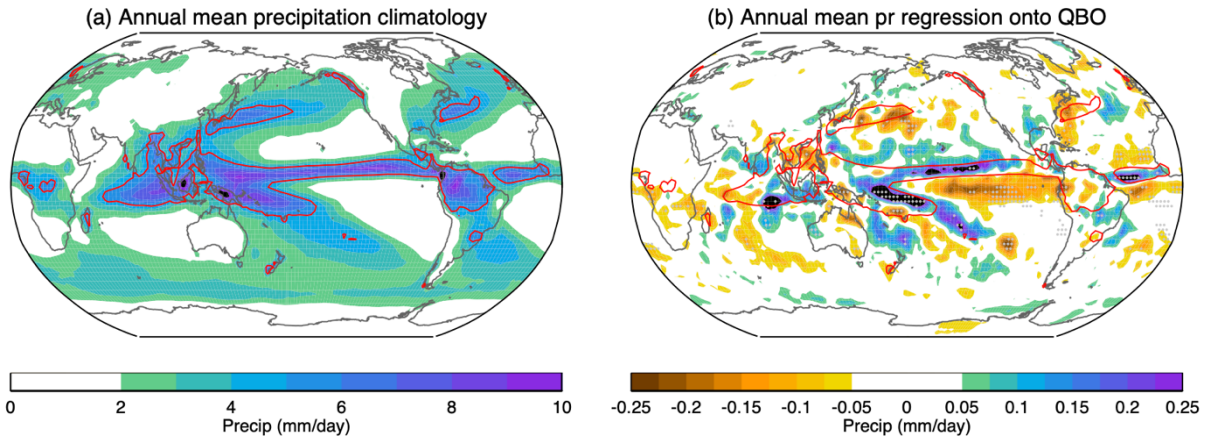 (a) Annual mean precipitation climatology
0 2 4 6 8 10
Precip (mm/day)
(b) Annual mean pr regression onto QBO
-0.25 -0.2 -0.15 -0.1 -0.05 0 0.05 0.1 0.15 0.2 0.25
Precip (mm/day)